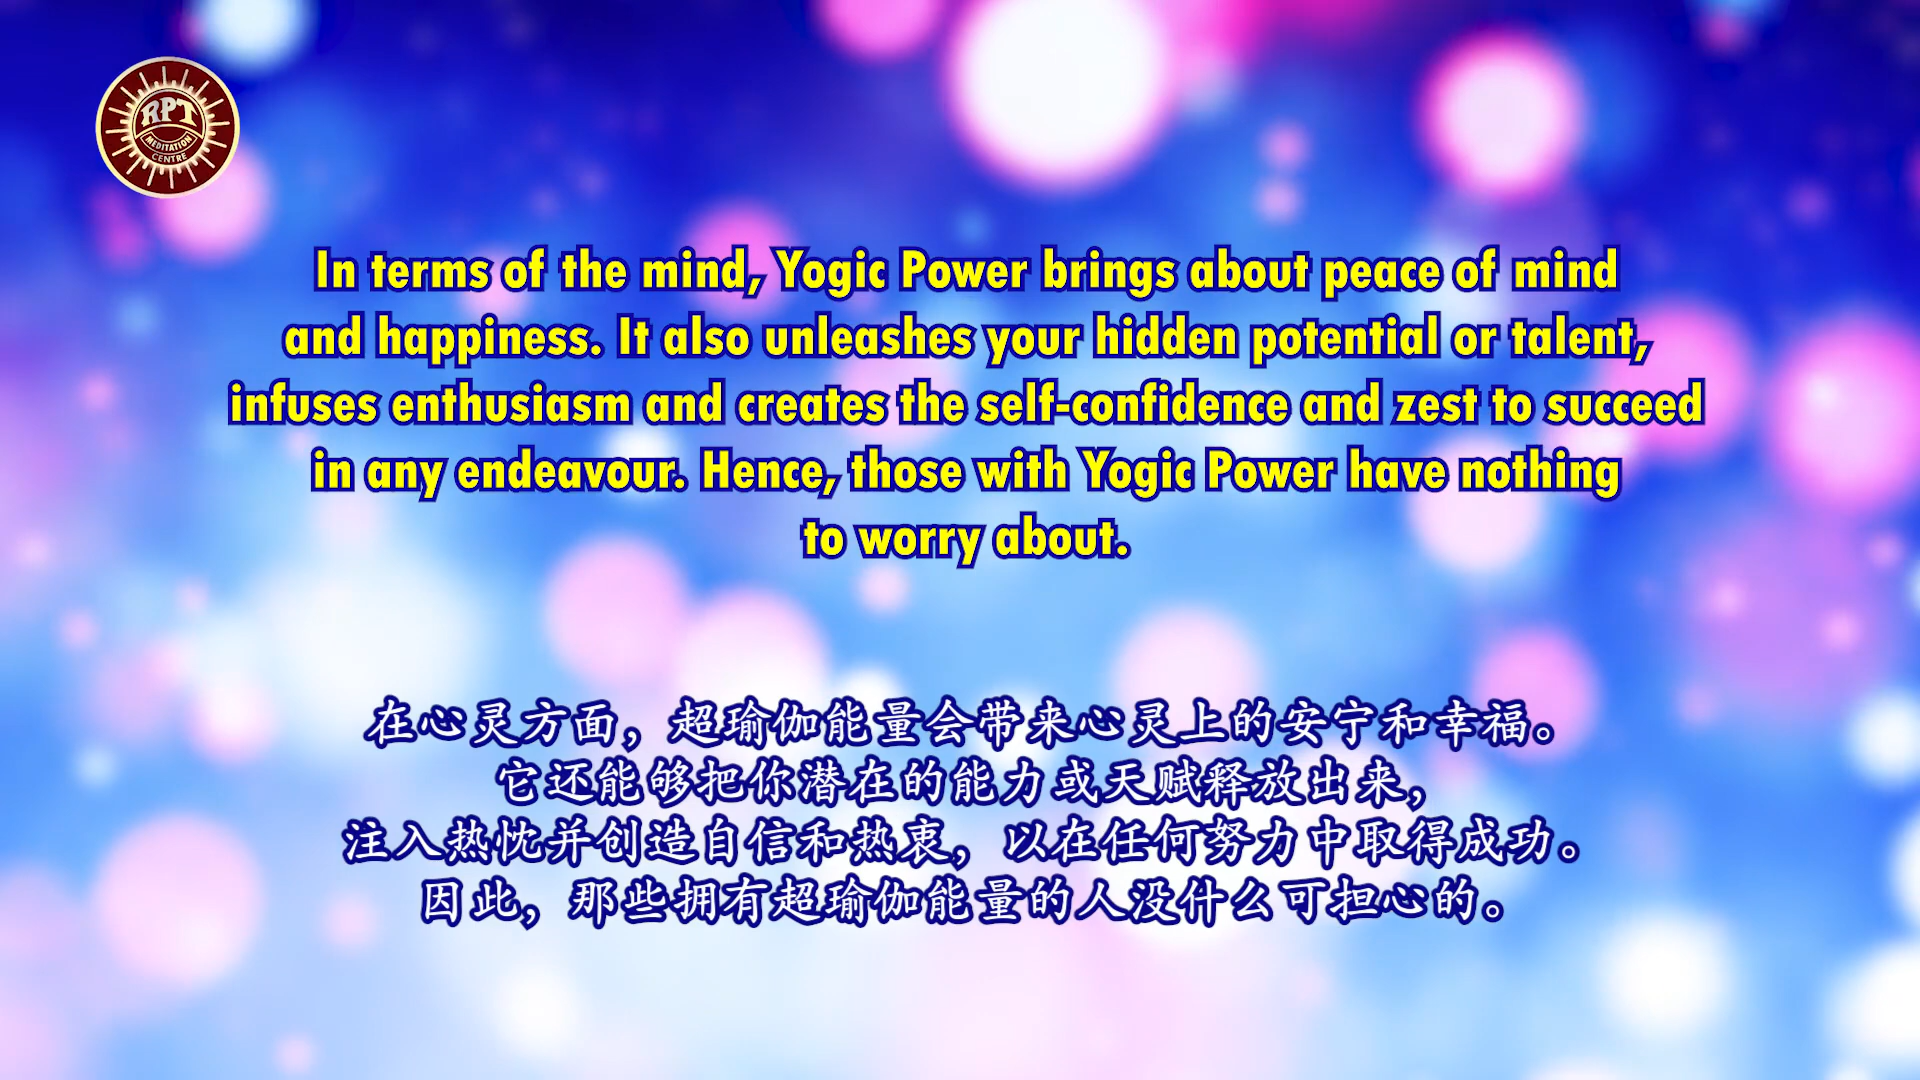 RPT
MEDITATION
CENTRE
In terms of the mind, Yogic Power brings about peace of mind
and happiness. It also unleashes your hidden potential or talent,
infuses enthusiasm and creates the self-confidence and zest to succeed
in any endeavour. Hence, those with Yogic Power have nothing
to worry about.
在心灵方面，超瑜伽能量会带来心灵上的安宁和幸福。
它还能够把你潜在的能力或天赋释放出来，
注入热忱并创造自信和热衷，以在任何努力中取得成功。
因此，那些拥有超瑜伽能量的人没什么可担心的。